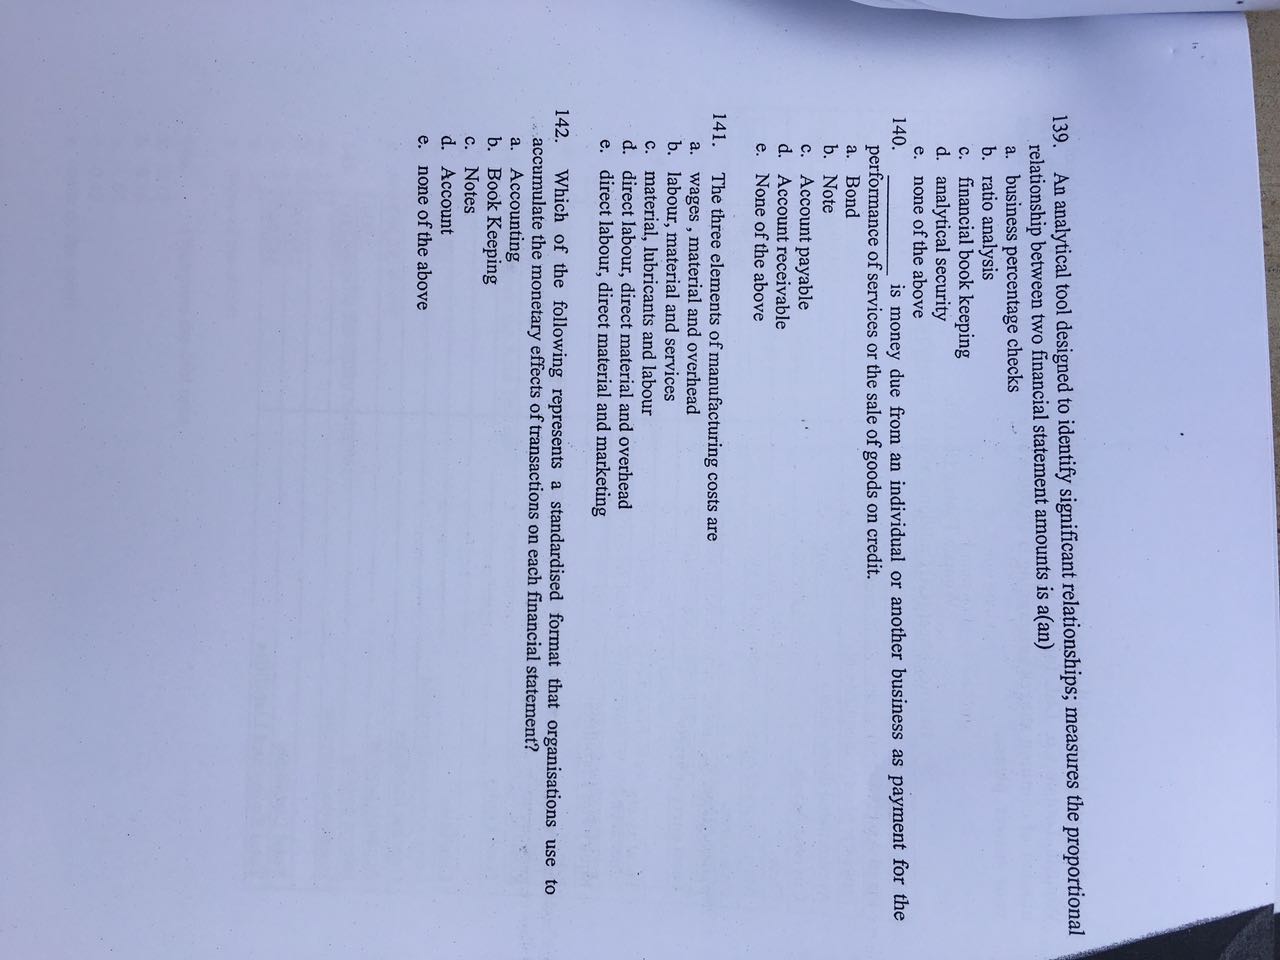 139. An analytical tool designed to identify significant relationships; measures the proportional
relationship between two financial statement amounts is a(an)
a. business percentage checks
b. ratio analysis
c. financial book keeping
d. analytical security
e. none of the above
140. __________ is money due from an individual or another business as payment for the
performance of services or the sale of goods on credit.
a. Bond
b. Note
c. Account payable
d. Account receivable
e. None of the above
141. The three elements of manufacturing costs are
a. wages , material and overhead
b. labour, material and services
c. material, lubricants and labour
d. direct labour, direct material and overhead
e. direct labour, direct material and marketing
142. Which of the following represents a standardised format that organisations use to
accumulate the monetary effects of transactions on each financial statement?
a. Accounting
b. Book Keeping
c. Notes
d. Account
e. none of the above